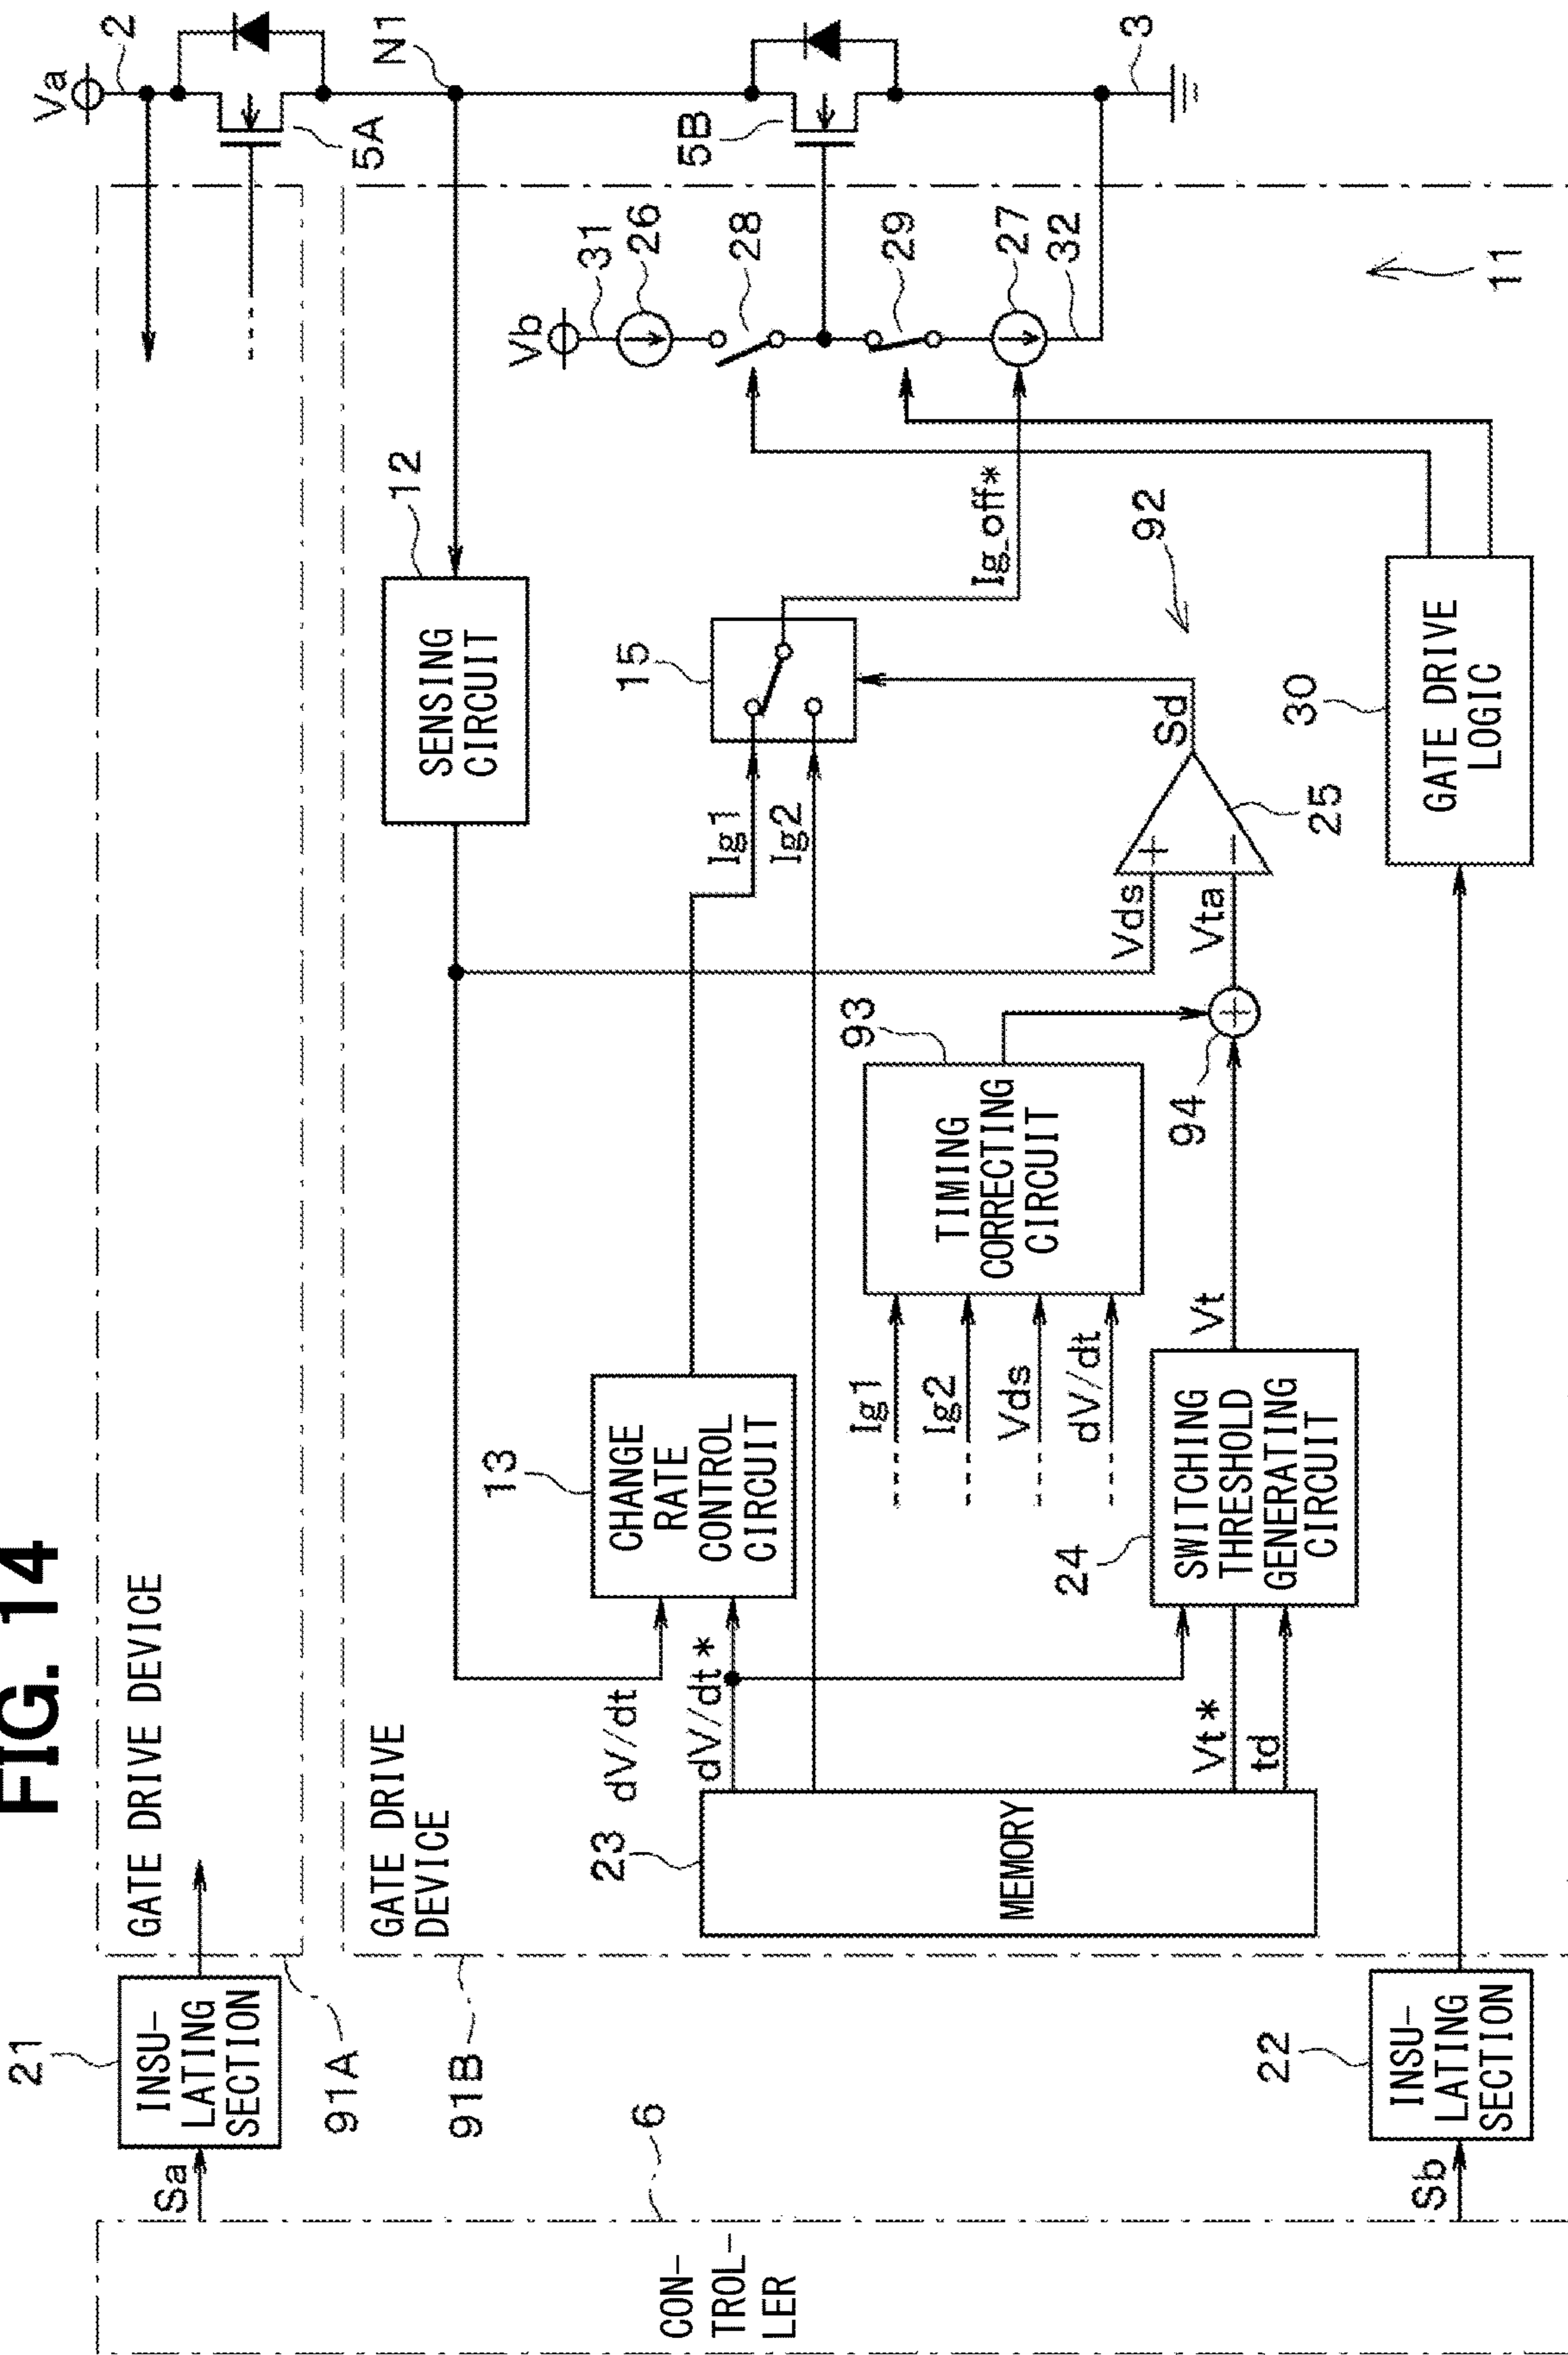 FIG. 14
Va
2
N1
5A
5B
3
GATE DRIVE DEVICE
21
INSU-
LATING
SECTION
Sa
91A
GATE DRIVE
DEVICE
91B
12
SENSING
CIRCUIT
Vb
31
26
28
29
27
32
11
15
Ig1
Ig2
Ig_off*
92
13
CHANGE
RATE
CONTROL
CIRCUIT
dV/dt
dV/dt*
93
TIMING
CORRECTING
CIRCUIT
Ig1
Ig2
Vds
dV/dt
Vds
Vta
Sd
25
94
Vt
24
SWITCHING
THRESHOLD
GENERATING
CIRCUIT
Vt*
td
23
MEMORY
30
GATE DRIVE
LOGIC
22
INSU-
LATING
SECTION
Sb
6
CON-
TROL-
LER
+
−
+